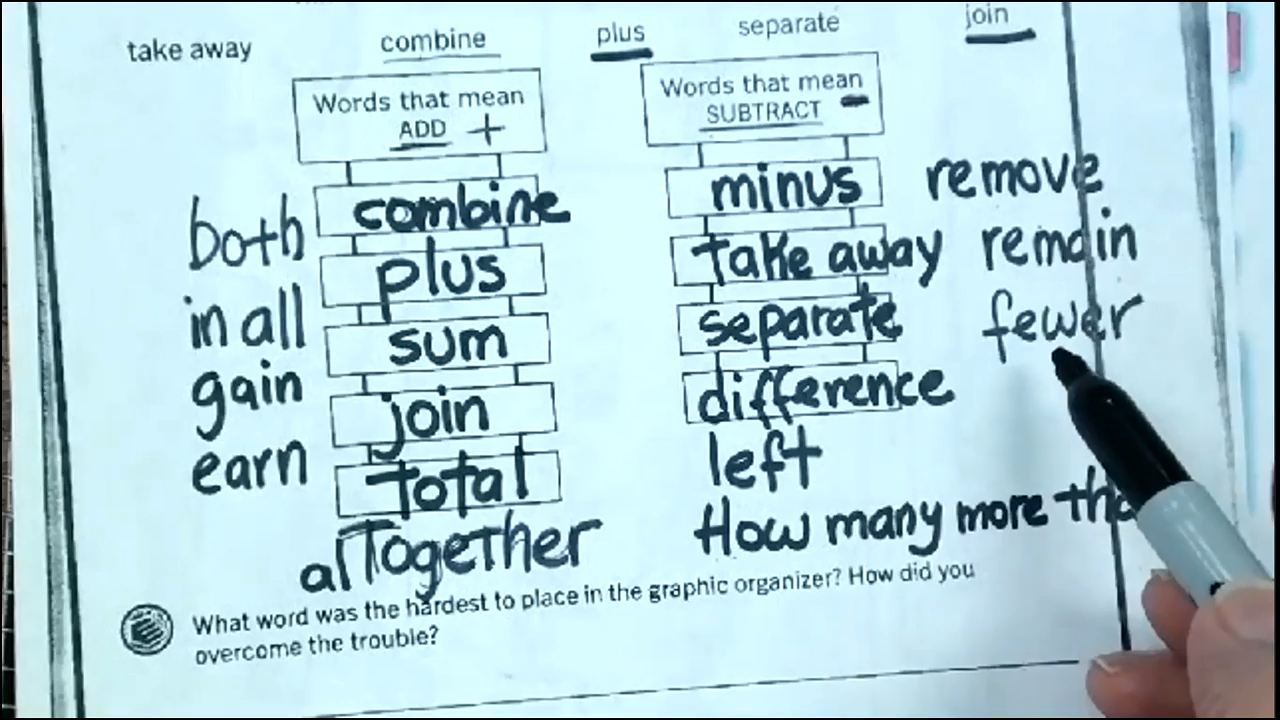 take away combine plus separate join
Words that mean
ADD +
both combine
in all plus
gain sum
earn join
total
alTogether
Words that mean
SUBTRACT -
minus remove
take away remain
separate fewer
difference
left
How many more
What word was the hardest to place in the graphic organizer? How did you
overcome the trouble?